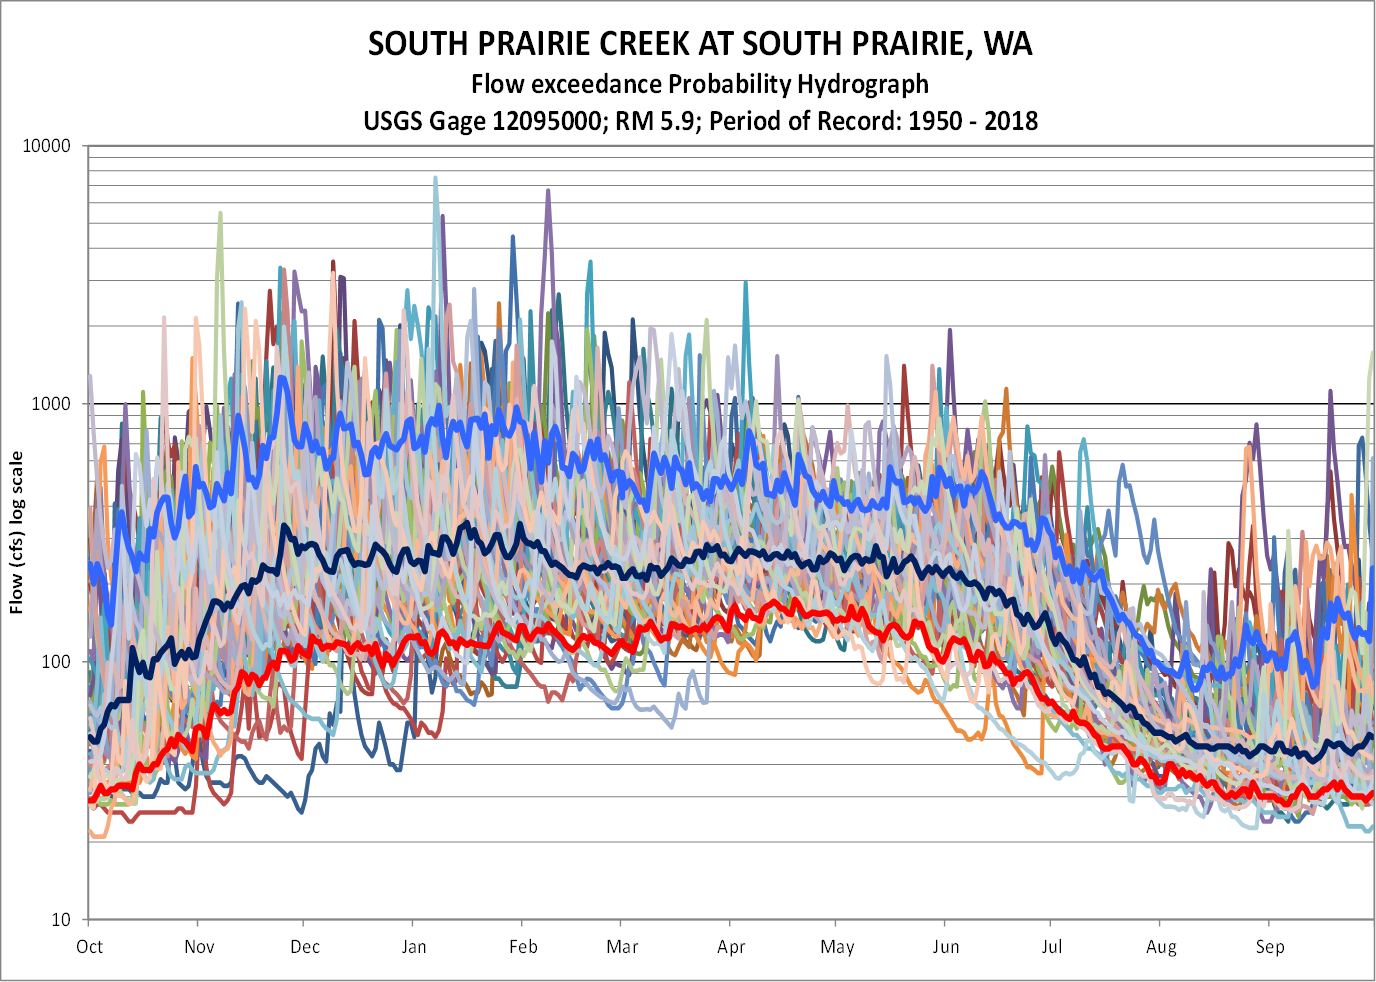 SOUTH PRAIRIE CREEK AT SOUTH PRAIRIE, WA
Flow exceedance Probability Hydrograph
USGS Gage 12095000; RM 5.9; Period of Record: 1950 - 2018
10000
1000
100
10
Flow (cfs) log scale
Oct Nov Dec Jan Feb Mar Apr May Jun Jul Aug Sep